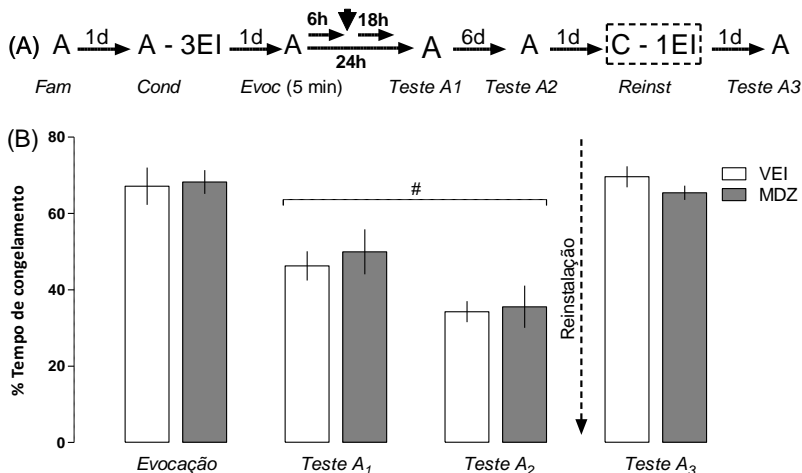 6h 18h
(A) A 1d A - 3EI 1d A 24h A 6d A 1d C - 1EI 1d A
Fam Cond Evoc (5 min) Teste A1 Teste A2 Reinst Teste A3
(B)
% Tempo de congelamento
80
60
40
20
0
#
Reinstalação
VEI
MDZ
Evocação Teste A1 Teste A2 Teste A3